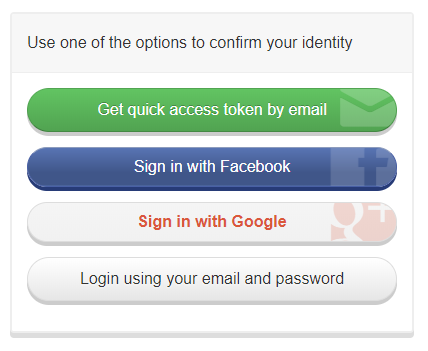 Use one of the options to confirm your identity
Get quick access token by email
Sign in with Facebook
Sign in with Google
Login using your email and password